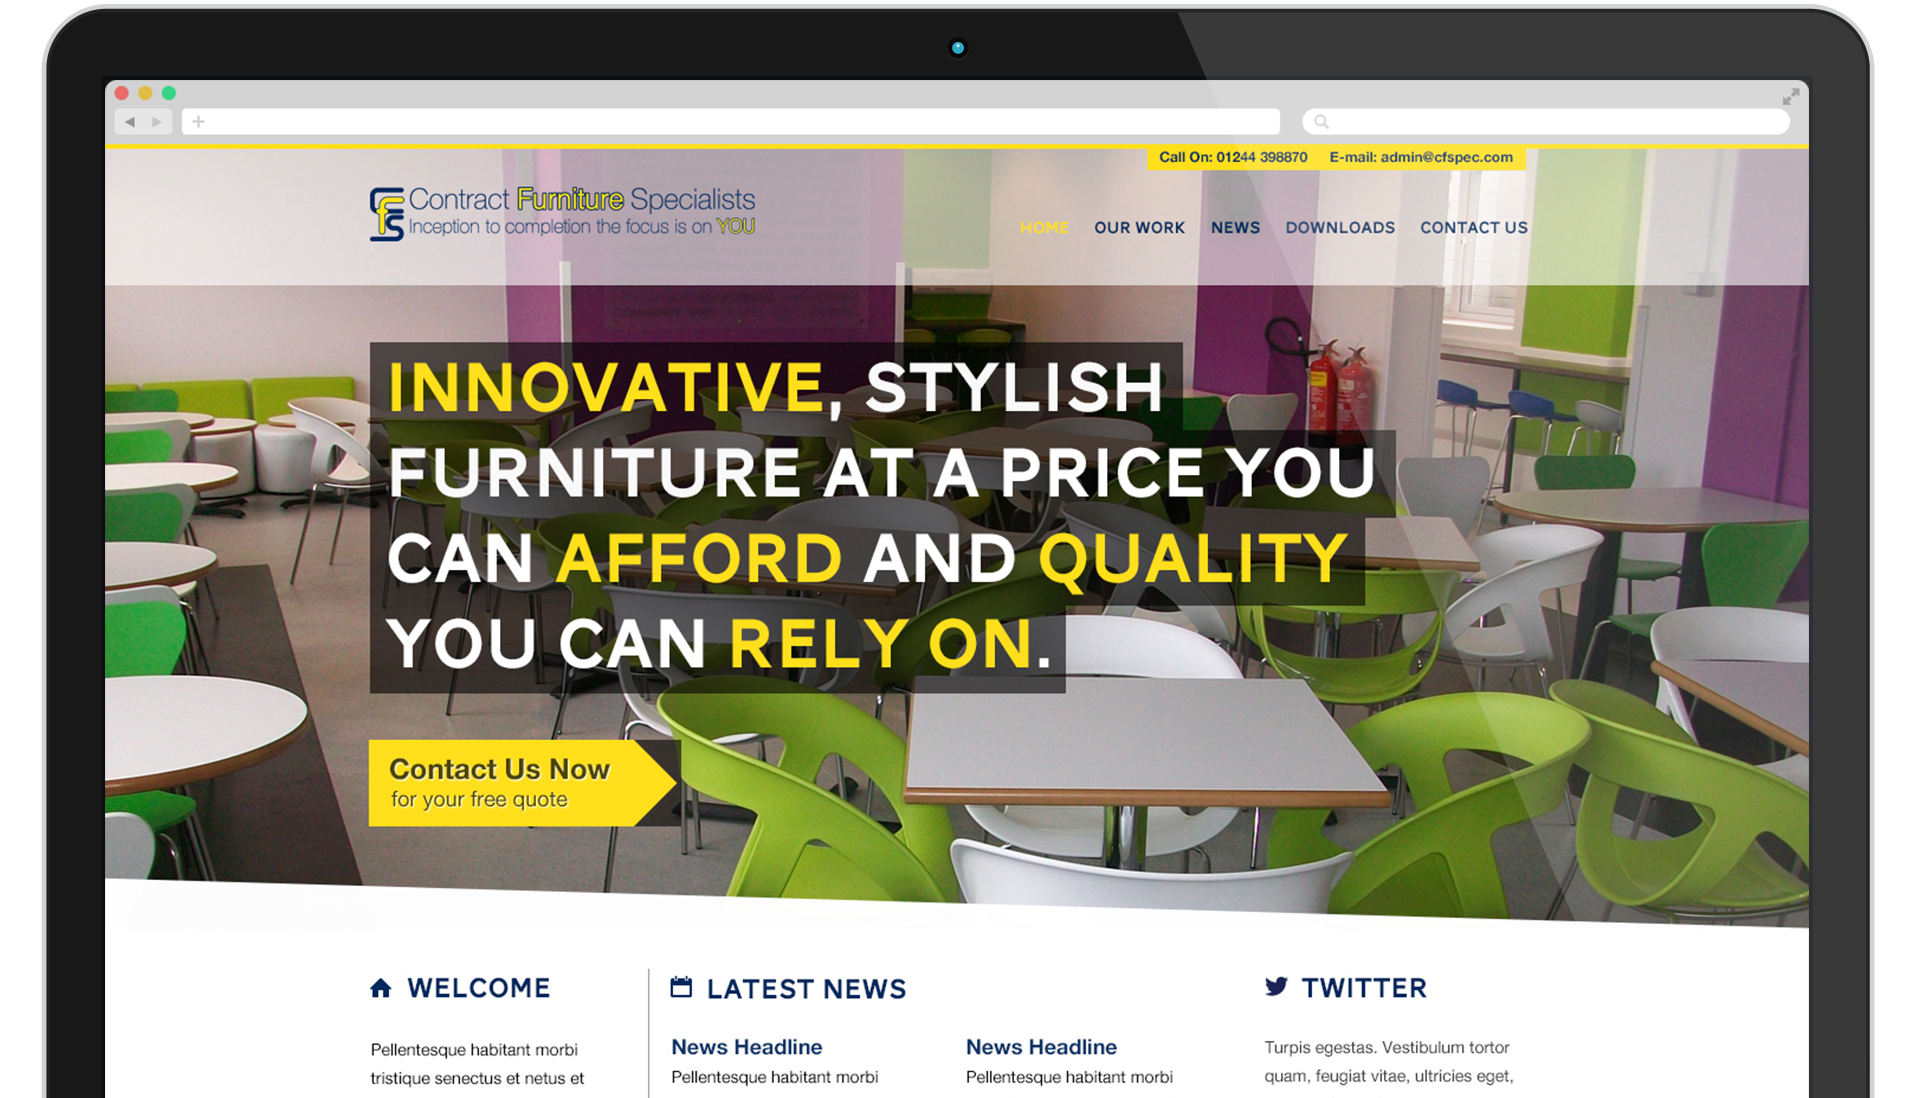 Call On: 01244 398870 E-mail: admin@cfspec.com
cfs Contract Furniture Specialists
Inception to completion the focus is on YOU
HOME OUR WORK NEWS DOWNLOADS CONTACT US
INNOVATIVE, STYLISH
FURNITURE AT A PRICE YOU
CAN AFFORD AND QUALITY
YOU CAN RELY ON.
Contact Us Now
for your free quote
WELCOME
Pellentesque habitant morbi
tristique senectus et netus et
LATEST NEWS
News Headline
Pellentesque habitant morbi
News Headline
Pellentesque habitant morbi
TWITTER
Turpis egestas. Vestibulum tortor
quam, feugiat vitae, ultricies eget,